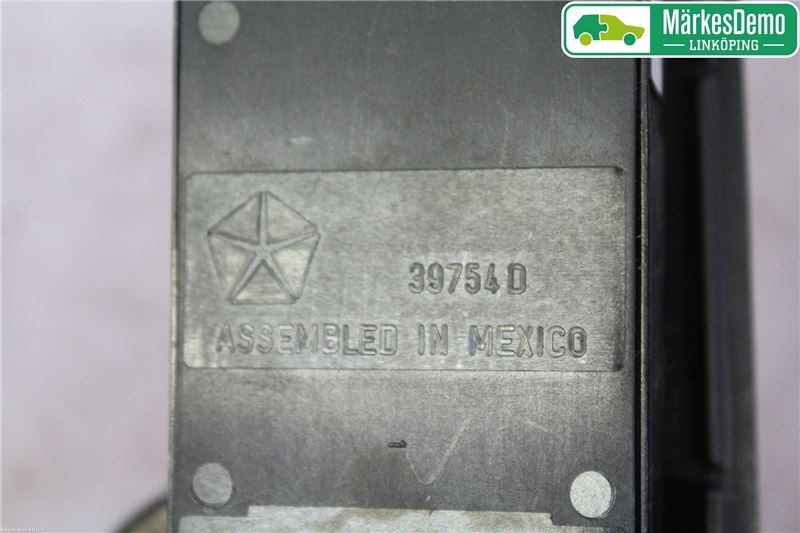 MärkesDemo
LINKÖPING
39754D
ASSEMBLED IN MEXICO